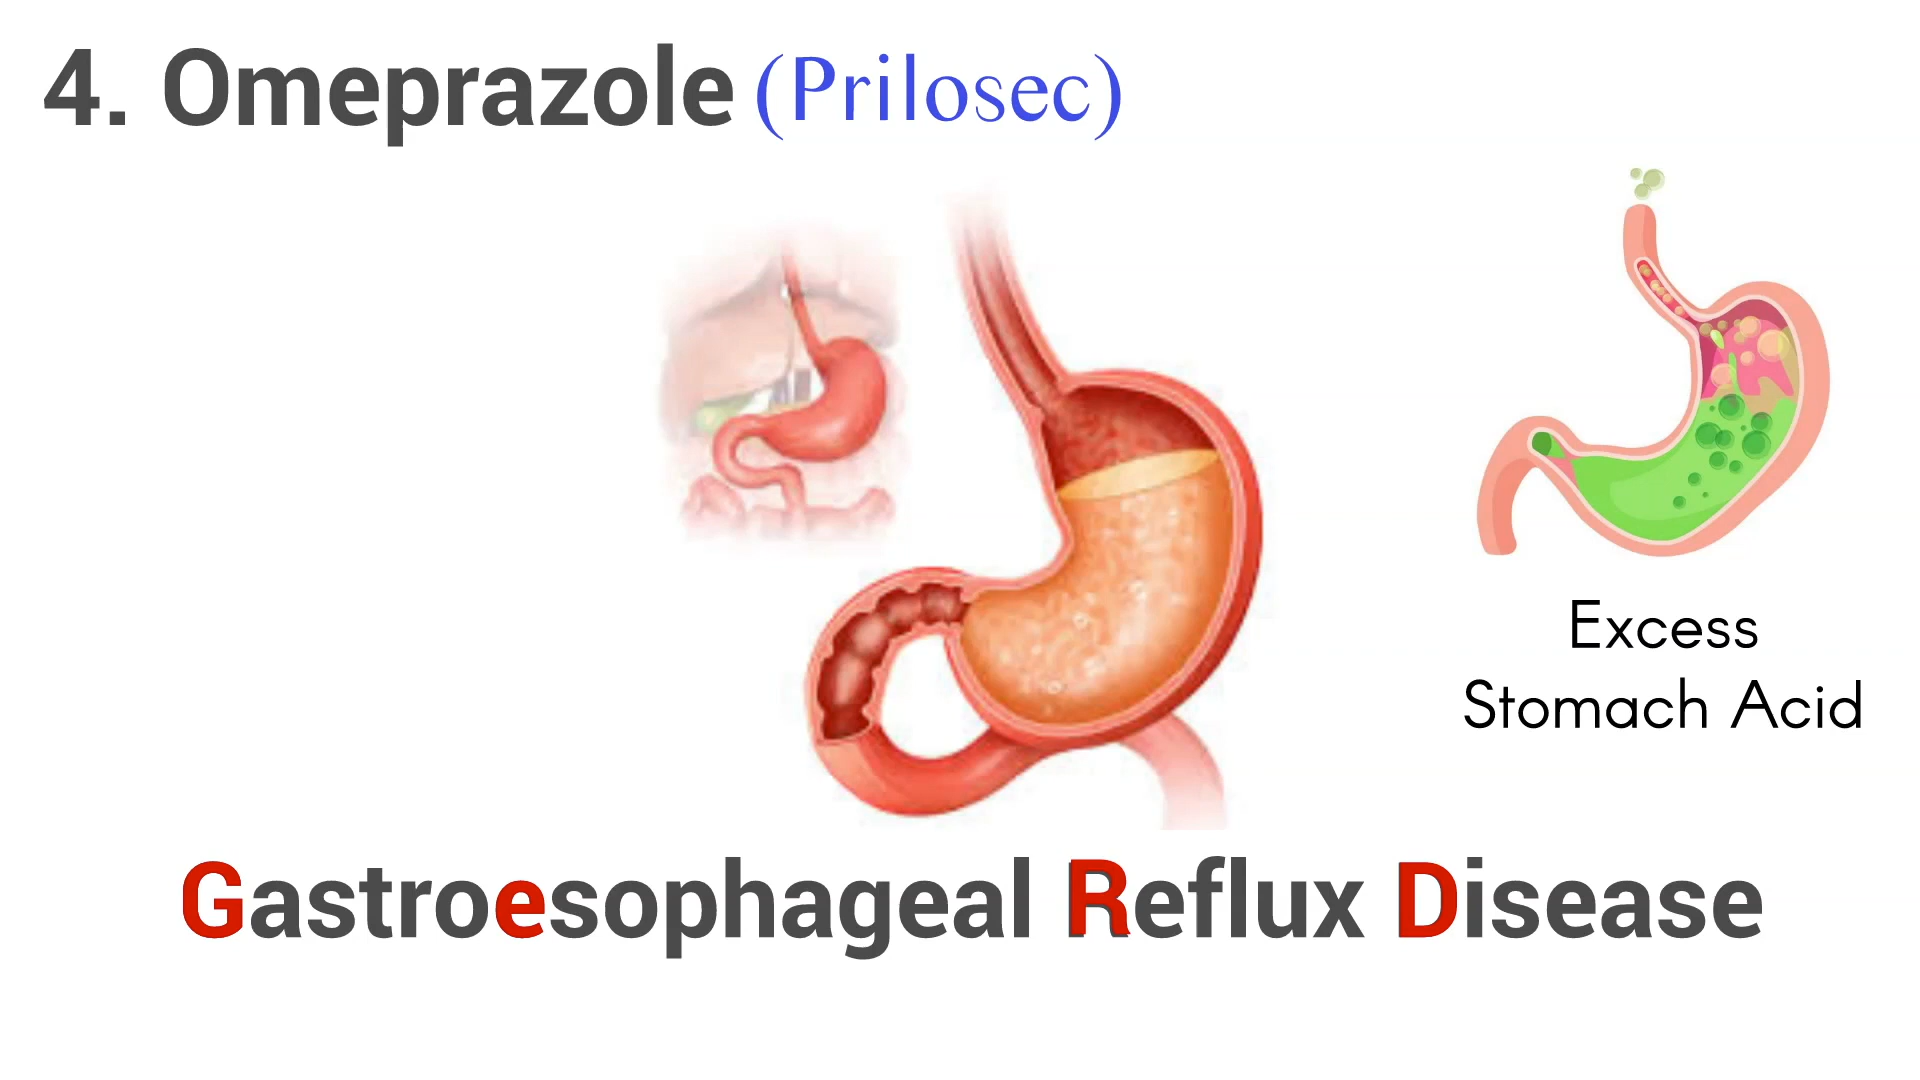 4. Omeprazole (Prilosec)
Excess
Stomach Acid
Gastroesophageal Reflux Disease